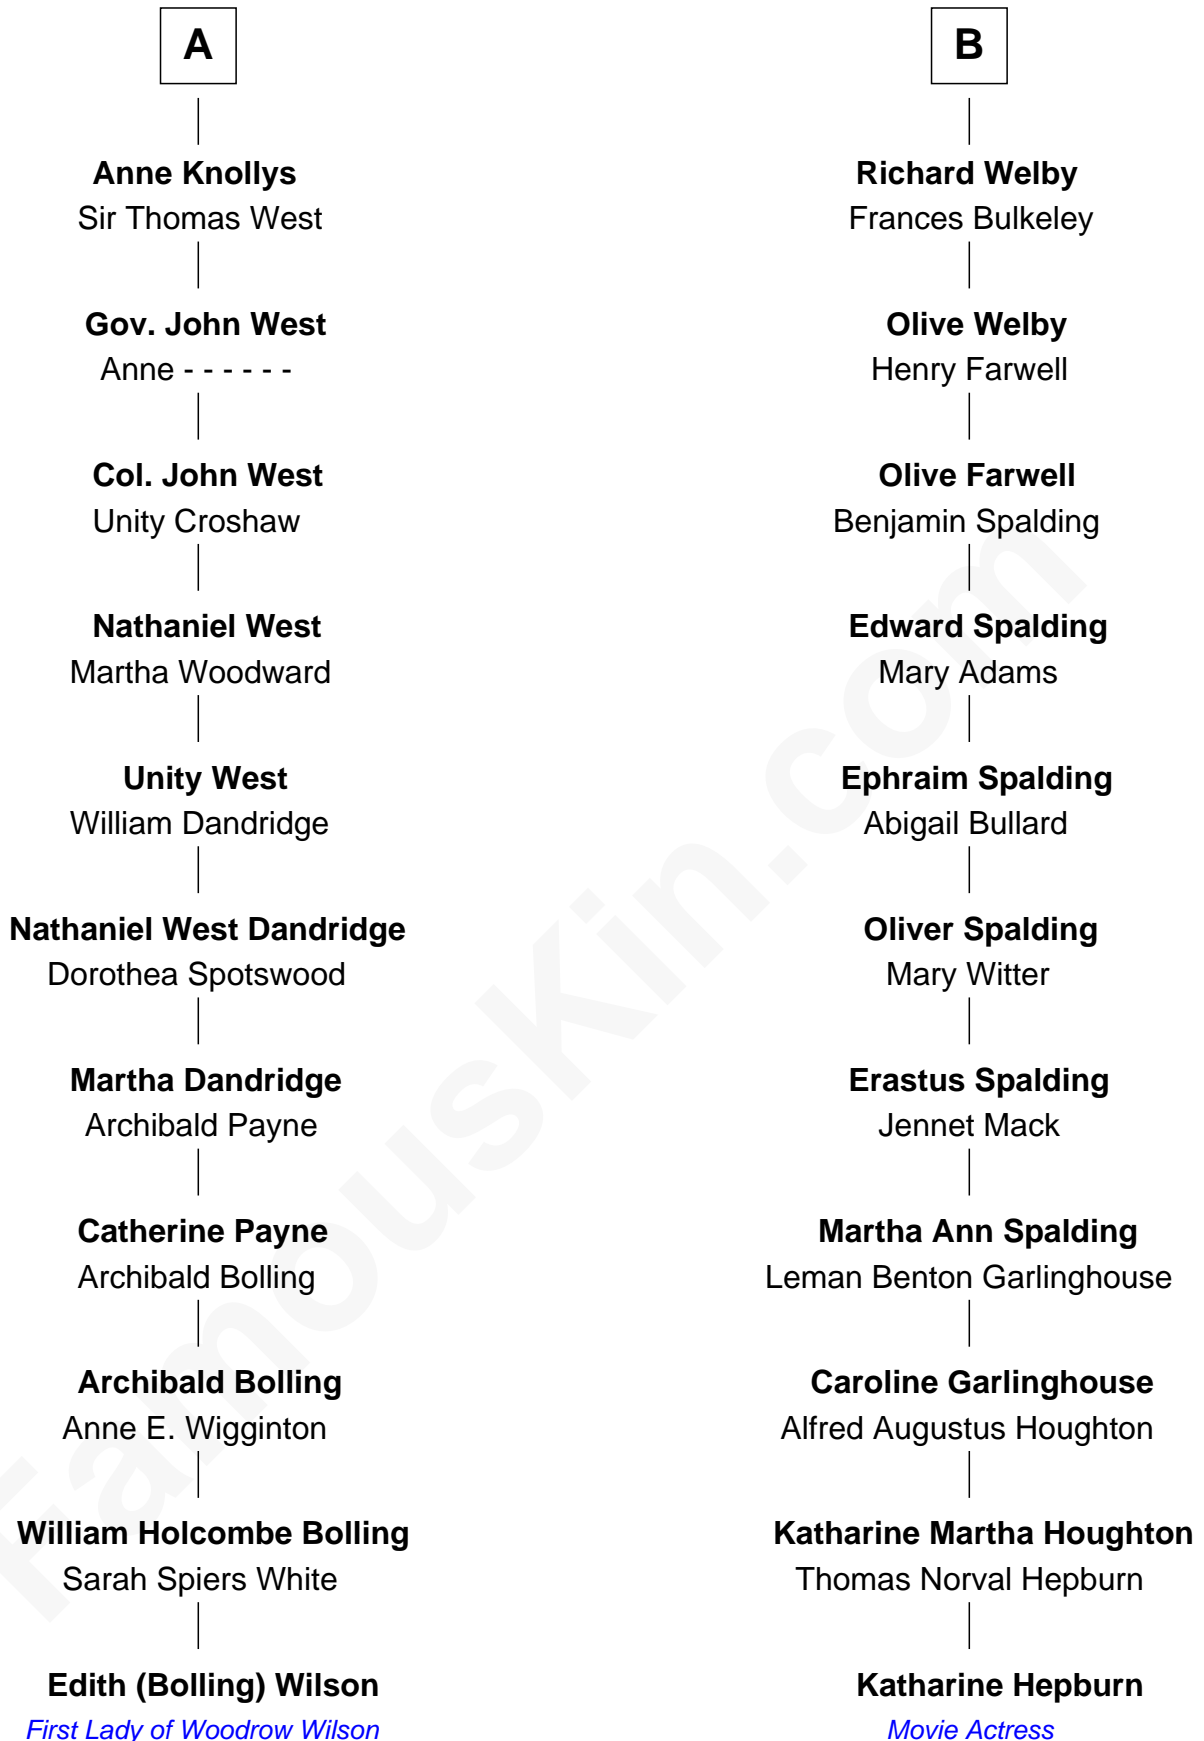 A
Anne Knollys
Sir Thomas West
Gov. John West
Anne - - - - - -
Col. John West
Unity Croshaw
Nathaniel West
Martha Woodward
Unity West
William Dandridge
Nathaniel West Dandridge
Dorothea Spotswood
Martha Dandridge
Archibald Payne
Catherine Payne
Archibald Bolling
Archibald Bolling
Anne E. Wigginton
William Holcombe Bolling
Sarah Spiers White
Edith (Bolling) Wilson
First Lady of Woodrow Wilson
B
Richard Welby
Frances Bulkeley
Olive Welby
Henry Farwell
Olive Farwell
Benjamin Spalding
Edward Spalding
Mary Adams
Ephraim Spalding
Abigail Bullard
Oliver Spalding
Mary Witter
Erastus Spalding
Jennet Mack
Martha Ann Spalding
Leman Benton Garlinghouse
Caroline Garlinghouse
Alfred Augustus Houghton
Katharine Martha Houghton
Thomas Norval Hepburn
Katharine Hepburn
Movie Actress
FamousKin.com